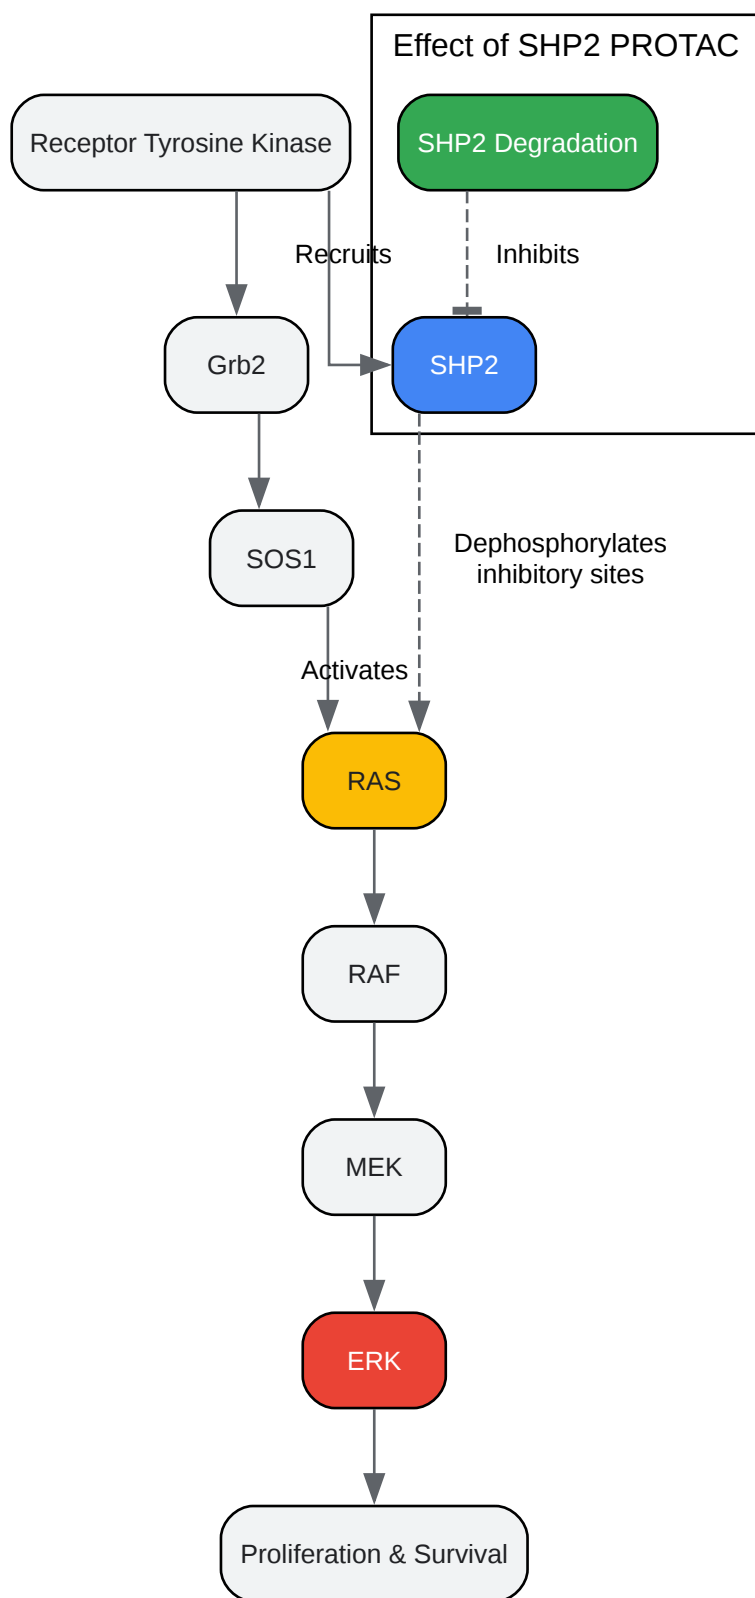 Effect of SHP2 PROTAC
Receptor Tyrosine Kinase
SHP2 Degradation
Recruits
Inhibits
Grb2
SHP2
SOS1
Dephosphorylates
inhibitory sites
Activates
RAS
RAF
MEK
ERK
Proliferation & Survival